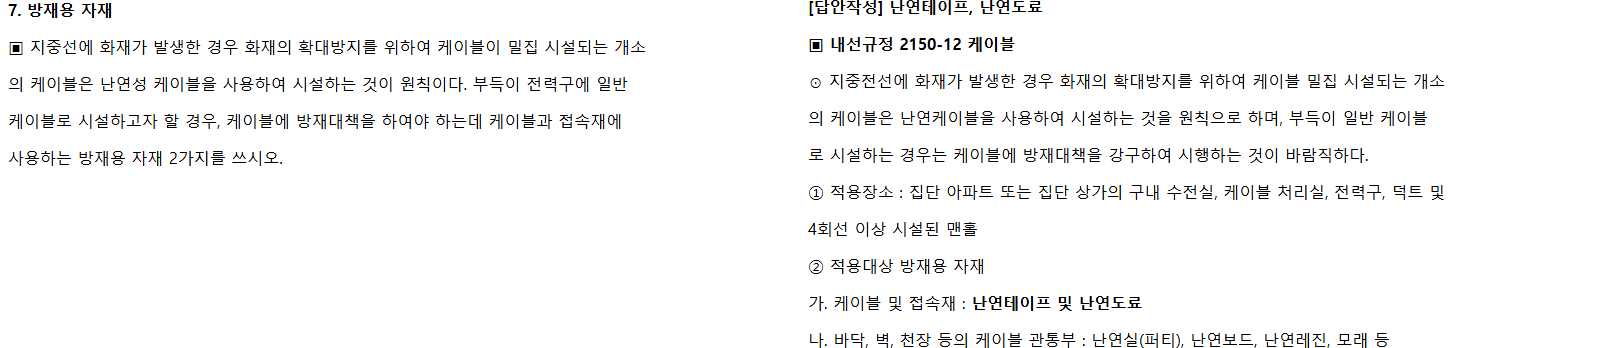 7. 방재용 자재
▣ 지중선에 화재가 발생한 경우 화재의 확대방지를 위하여 케이블이 밀집 시설되는 개소
의 케이블은 난연성 케이블을 사용하여 시설하는 것이 원칙이다. 부득이 전력구에 일반
케이블로 시설하고자 할 경우, 케이블에 방재대책을 하여야 하는데 케이블과 접속재에
사용하는 방재용 자재 2가지를 쓰시오.
[답안작성] 난연테이프, 난연도료
▣ 내선규정 2150-12 케이블
⊙ 지중전선에 화재가 발생한 경우 화재의 확대방지를 위하여 케이블 밀집 시설되는 개소
의 케이블은 난연케이블을 사용하여 시설하는 것을 원칙으로 하며, 부득이 일반 케이블
로 시설하는 경우는 케이블에 방재대책을 강구하여 시행하는 것이 바람직하다.
① 적용장소 : 집단 아파트 또는 집단 상가의 구내 수전실, 케이블 처리실, 전력구, 덕트 및
4회선 이상 시설된 맨홀
② 적용대상 방재용 자재
가. 케이블 및 접속재 : 난연테이프 및 난연도료
나. 바닥, 벽, 천장 등의 케이블 관통부 : 난연실(퍼티), 난연보드, 난연레진, 모래 등